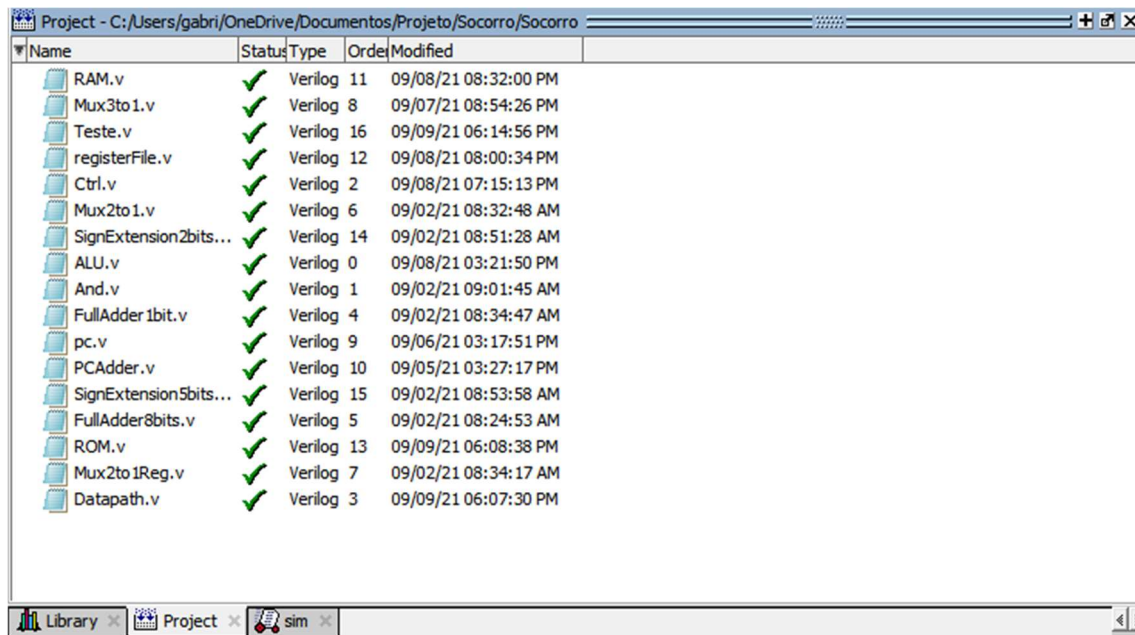 Project - C:/Users/gabri/OneDrive/Documentos/Projeto/Socorro/Socorro
Name Status Type Order Modified
RAM.v Verilog 11 09/08/21 08:32:00 PM
Mux3to1.v Verilog 8 09/07/21 08:54:26 PM
Teste.v Verilog 16 09/09/21 06:14:56 PM
registerFile.v Verilog 12 09/08/21 08:00:34 PM
Ctrl.v Verilog 2 09/08/21 07:15:13 PM
Mux2to1.v Verilog 6 09/02/21 08:32:48 AM
SignExtension2bits... Verilog 14 09/02/21 08:51:28 AM
ALU.v Verilog 0 09/08/21 03:21:50 PM
And.v Verilog 1 09/02/21 09:01:45 AM
FullAdder1bit.v Verilog 4 09/02/21 08:34:47 AM
pc.v Verilog 9 09/06/21 03:17:51 PM
PCAdder.v Verilog 10 09/05/21 03:27:17 PM
SignExtension5bits... Verilog 15 09/02/21 08:53:58 AM
FullAdder8bits.v Verilog 5 09/02/21 08:24:53 AM
ROM.v Verilog 13 09/09/21 06:08:38 PM
Mux2to1Reg.v Verilog 7 09/02/21 08:34:17 AM
Datapath.v Verilog 3 09/09/21 06:07:30 PM
Library Project sim